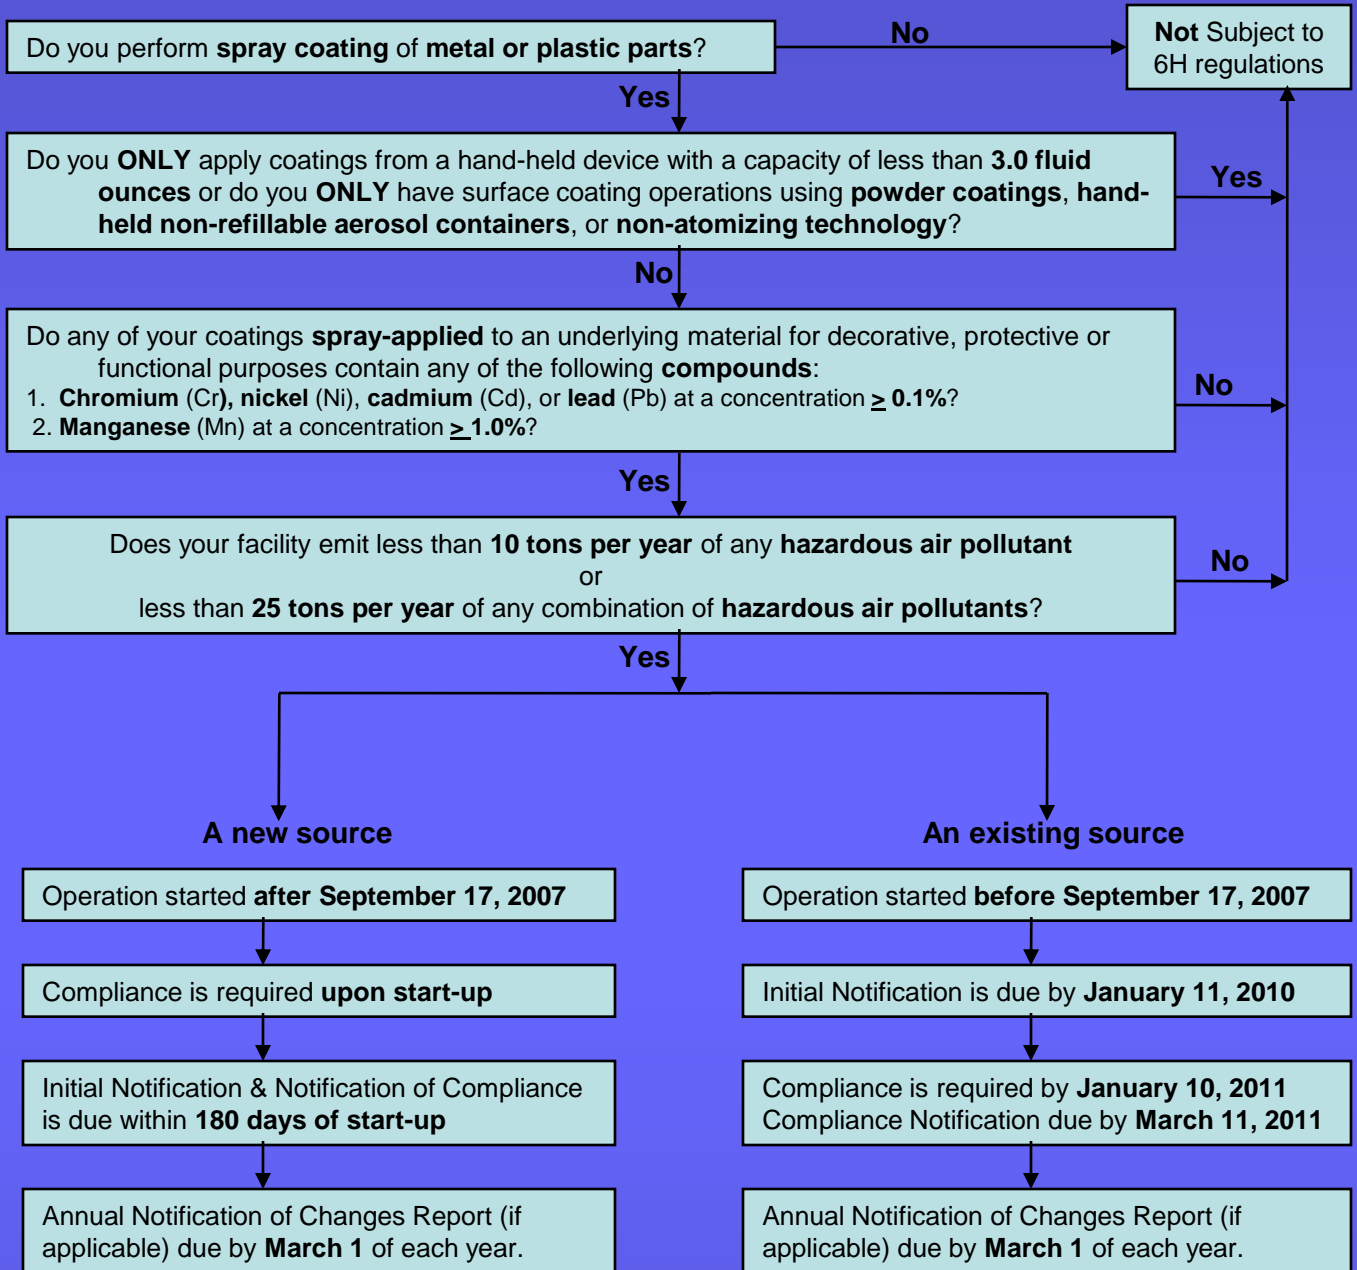 Do you perform spray coating of metal or plastic parts?
No
Not Subject to
6H regulations
Yes
Do you ONLY apply coatings from a hand-held device with a capacity of less than 3.0 fluid
ounces or do you ONLY have surface coating operations using powder coatings, hand-
held non-refillable aerosol containers, or non-atomizing technology?
Yes
No
Do any of your coatings spray-applied to an underlying material for decorative, protective or
functional purposes contain any of the following compounds:
1. Chromium (Cr), nickel (Ni), cadmium (Cd), or lead (Pb) at a concentration > 0.1%?
2. Manganese (Mn) at a concentration > 1.0%?
No
Yes
Does your facility emit less than 10 tons per year of any hazardous air pollutant
or
less than 25 tons per year of any combination of hazardous air pollutants?
No
Yes
A new source
Operation started after September 17, 2007
Compliance is required upon start-up
Initial Notification & Notification of Compliance
is due within 180 days of start-up
Annual Notification of Changes Report (if
applicable) due by March 1 of each year.
An existing source
Operation started before September 17, 2007
Initial Notification is due by January 11, 2010
Compliance is required by January 10, 2011
Compliance Notification due by March 11, 2011
Annual Notification of Changes Report (if
applicable) due by March 1 of each year.